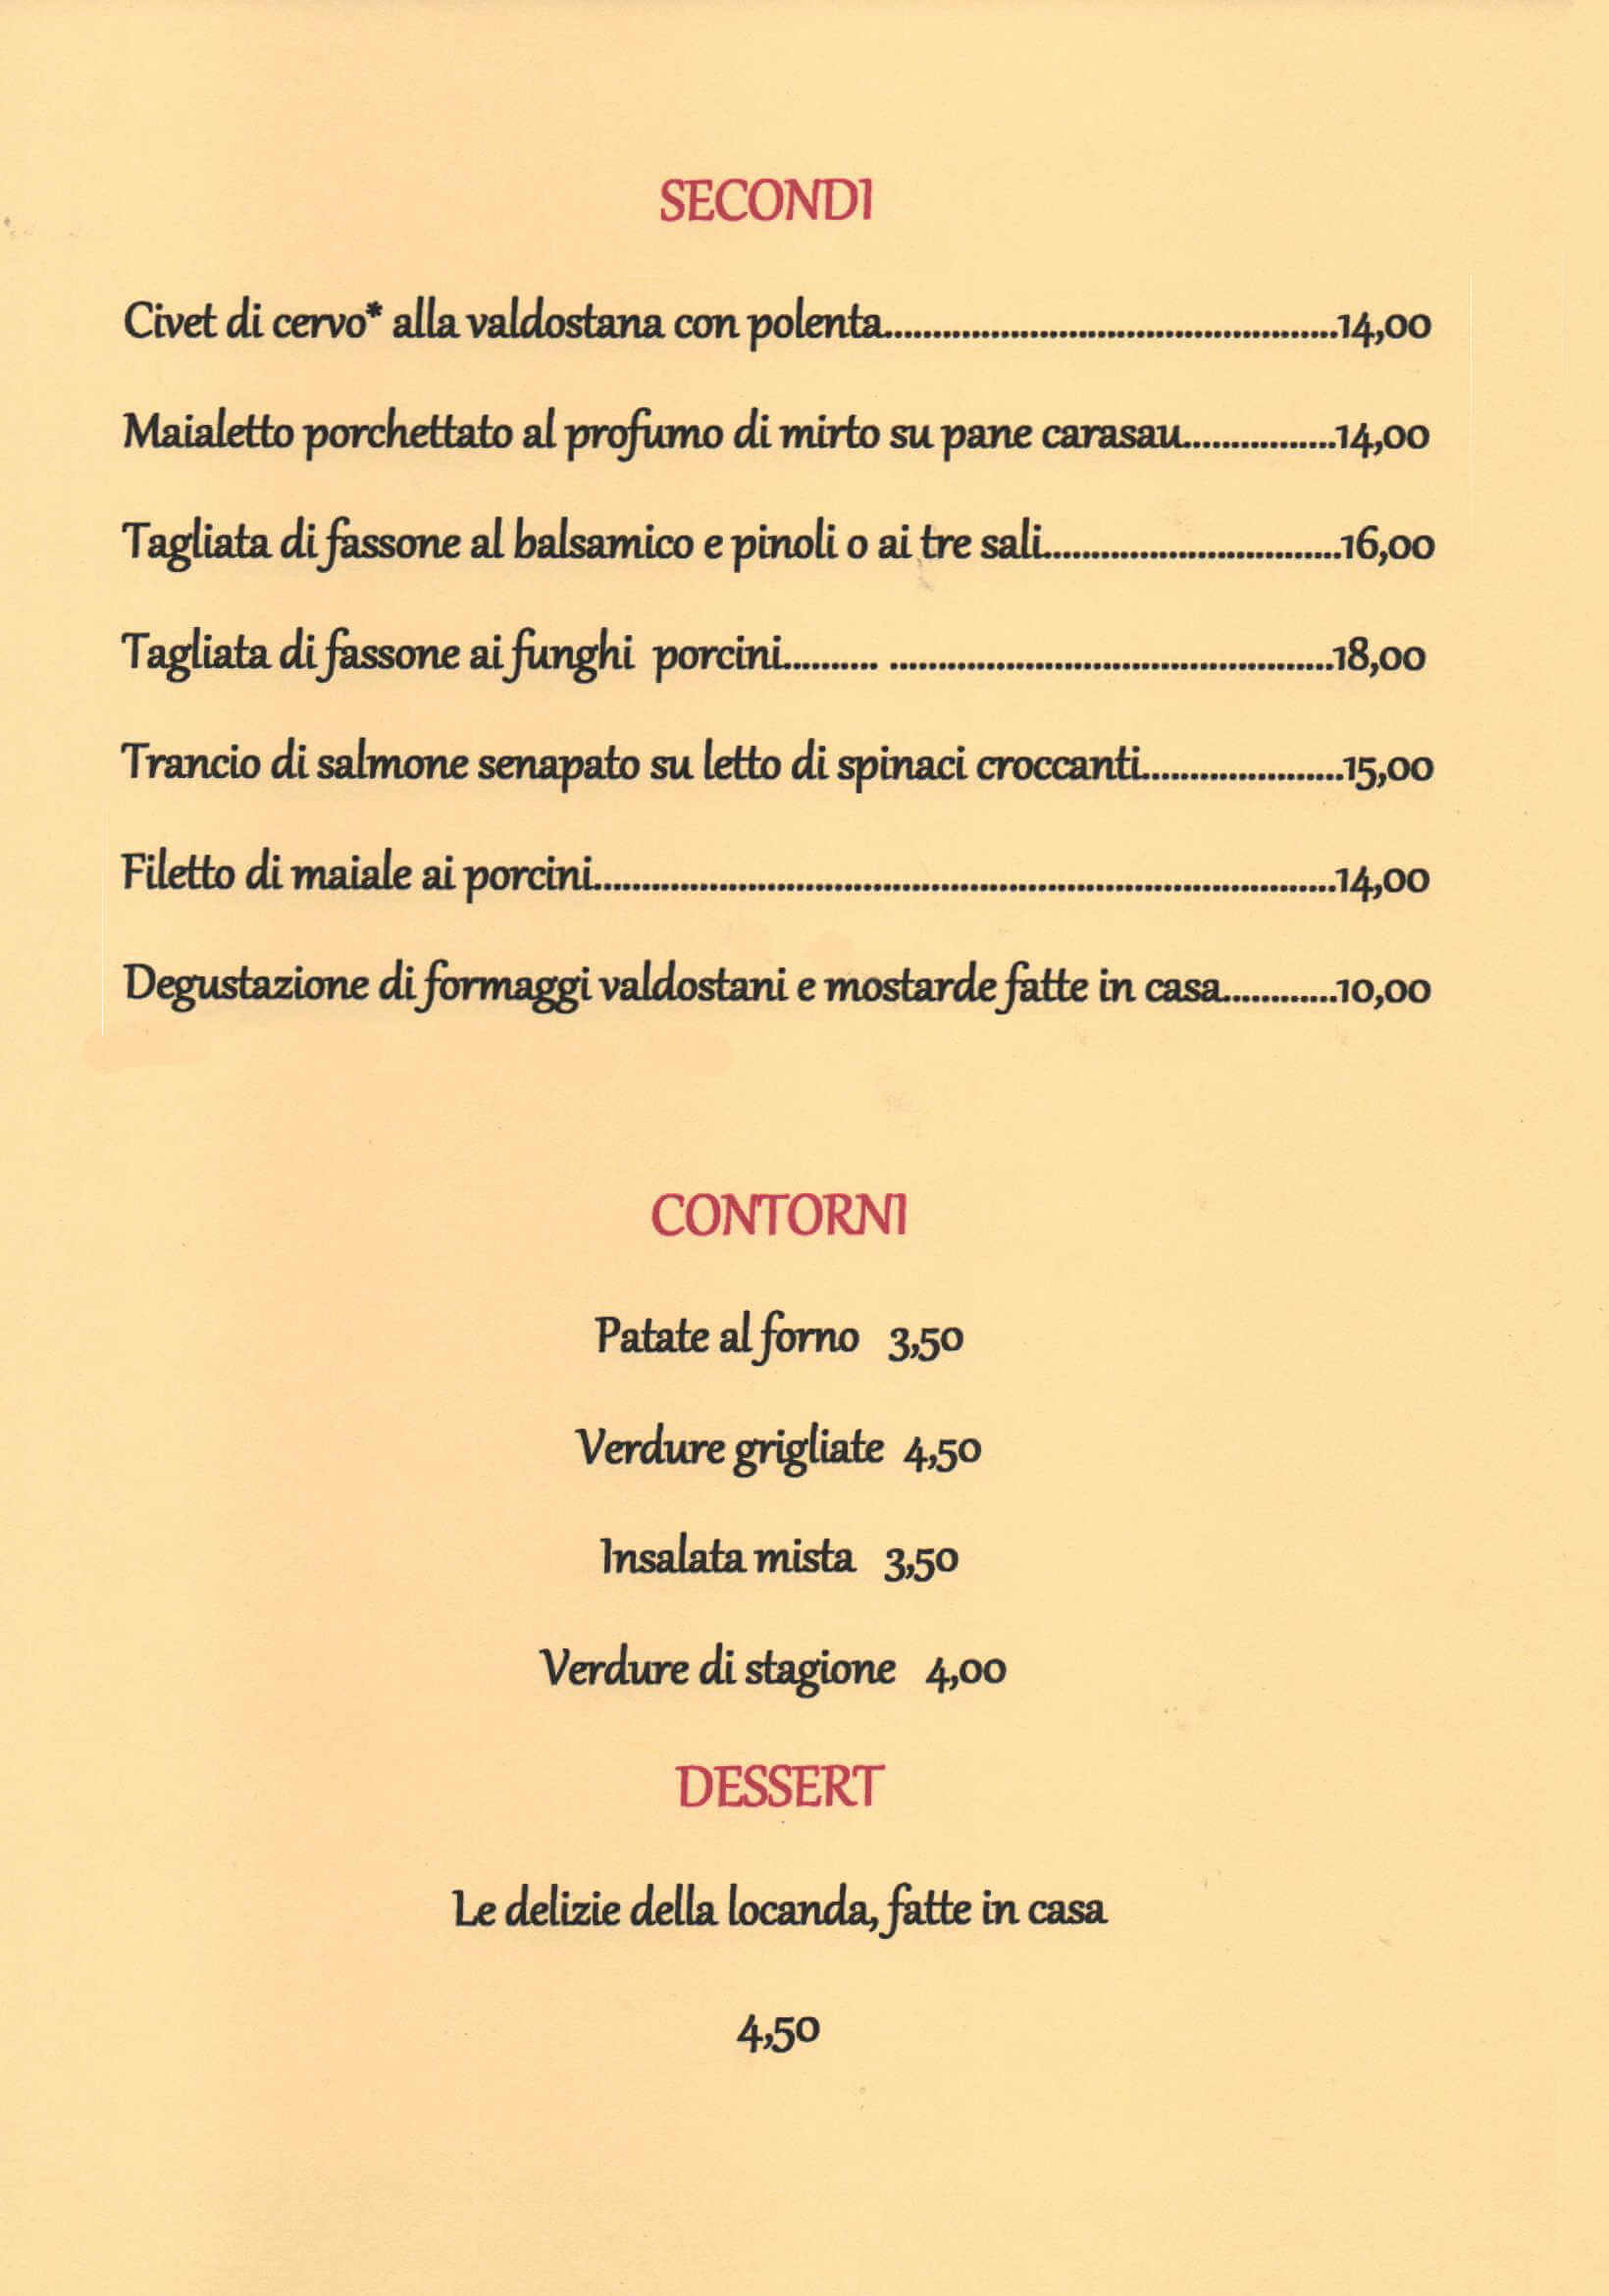 SECONDI
Civet di cervo* alla valdostana con polenta...............................................14,00
Maialetto porchettato al profumo di mirto su pane carasau................14,00
Tagliata di fassone al balsamico e pinoli o ai tre sali...............................16,00
Tagliata di fassone ai funghi porcini.......... ..............................................18,00
Trancio di salmone senapato su letto di spinaci croccanti.....................15,00
Filetto di maiale ai porcini.............................................................................14,00
Degustazione di formaggi valdostani e mostarde fatte in casa............10,00
CONTORNI
Patate al forno 3,50
Verdure grigliate 4,50
Insalata mista 3,50
Verdure di stagione 4,00
DESSERT
Le delizie della locanda, fatte in casa
4,50